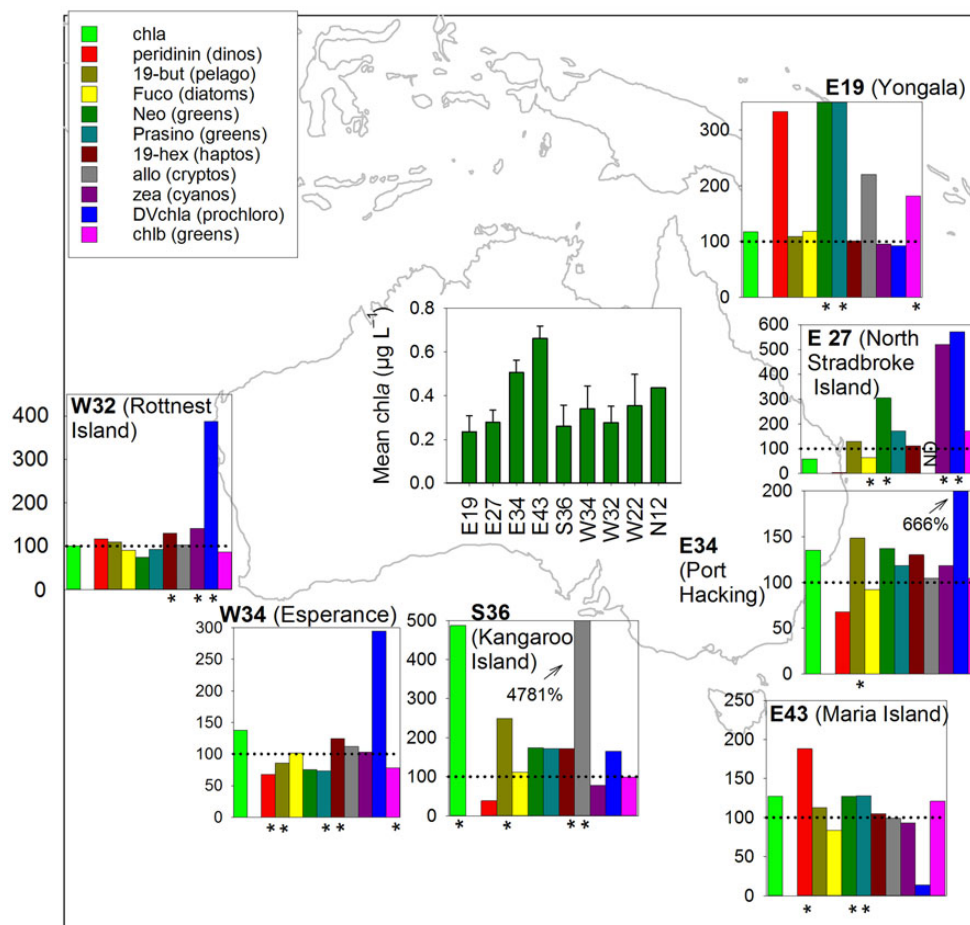 chla
peridinin (dinos)
19-but (pelago)
Fuco (diatoms)
Neo (greens)
Prasino (greens)
19-hex (haptos)
allo (cryptos)
zea (cyanos)
DVchla (prochloro)
chlb (greens)
E19 (Yongala)
300
200
100
0
* * *
Mean chla (µg L⁻¹)
0.8
0.6
0.4
0.2
0.0
E19
E27
E34
E43
S36
W34
W32
W22
N12
E 27 (North
Stradbroke
Island)
600
500
400
300
200
100
0
ND
* * * *
W32 (Rottnest
Island)
400
300
200
100
0
* * *
E34
(Port
Hacking)
200
150
100
50
0
666%
*
W34 (Esperance)
300
250
200
150
100
50
0
* * * * *
S36
(Kangaroo
Island)
500
400
300
200
100
0
4781%
* * * *
E43 (Maria Island)
250
200
150
100
50
0
* * *